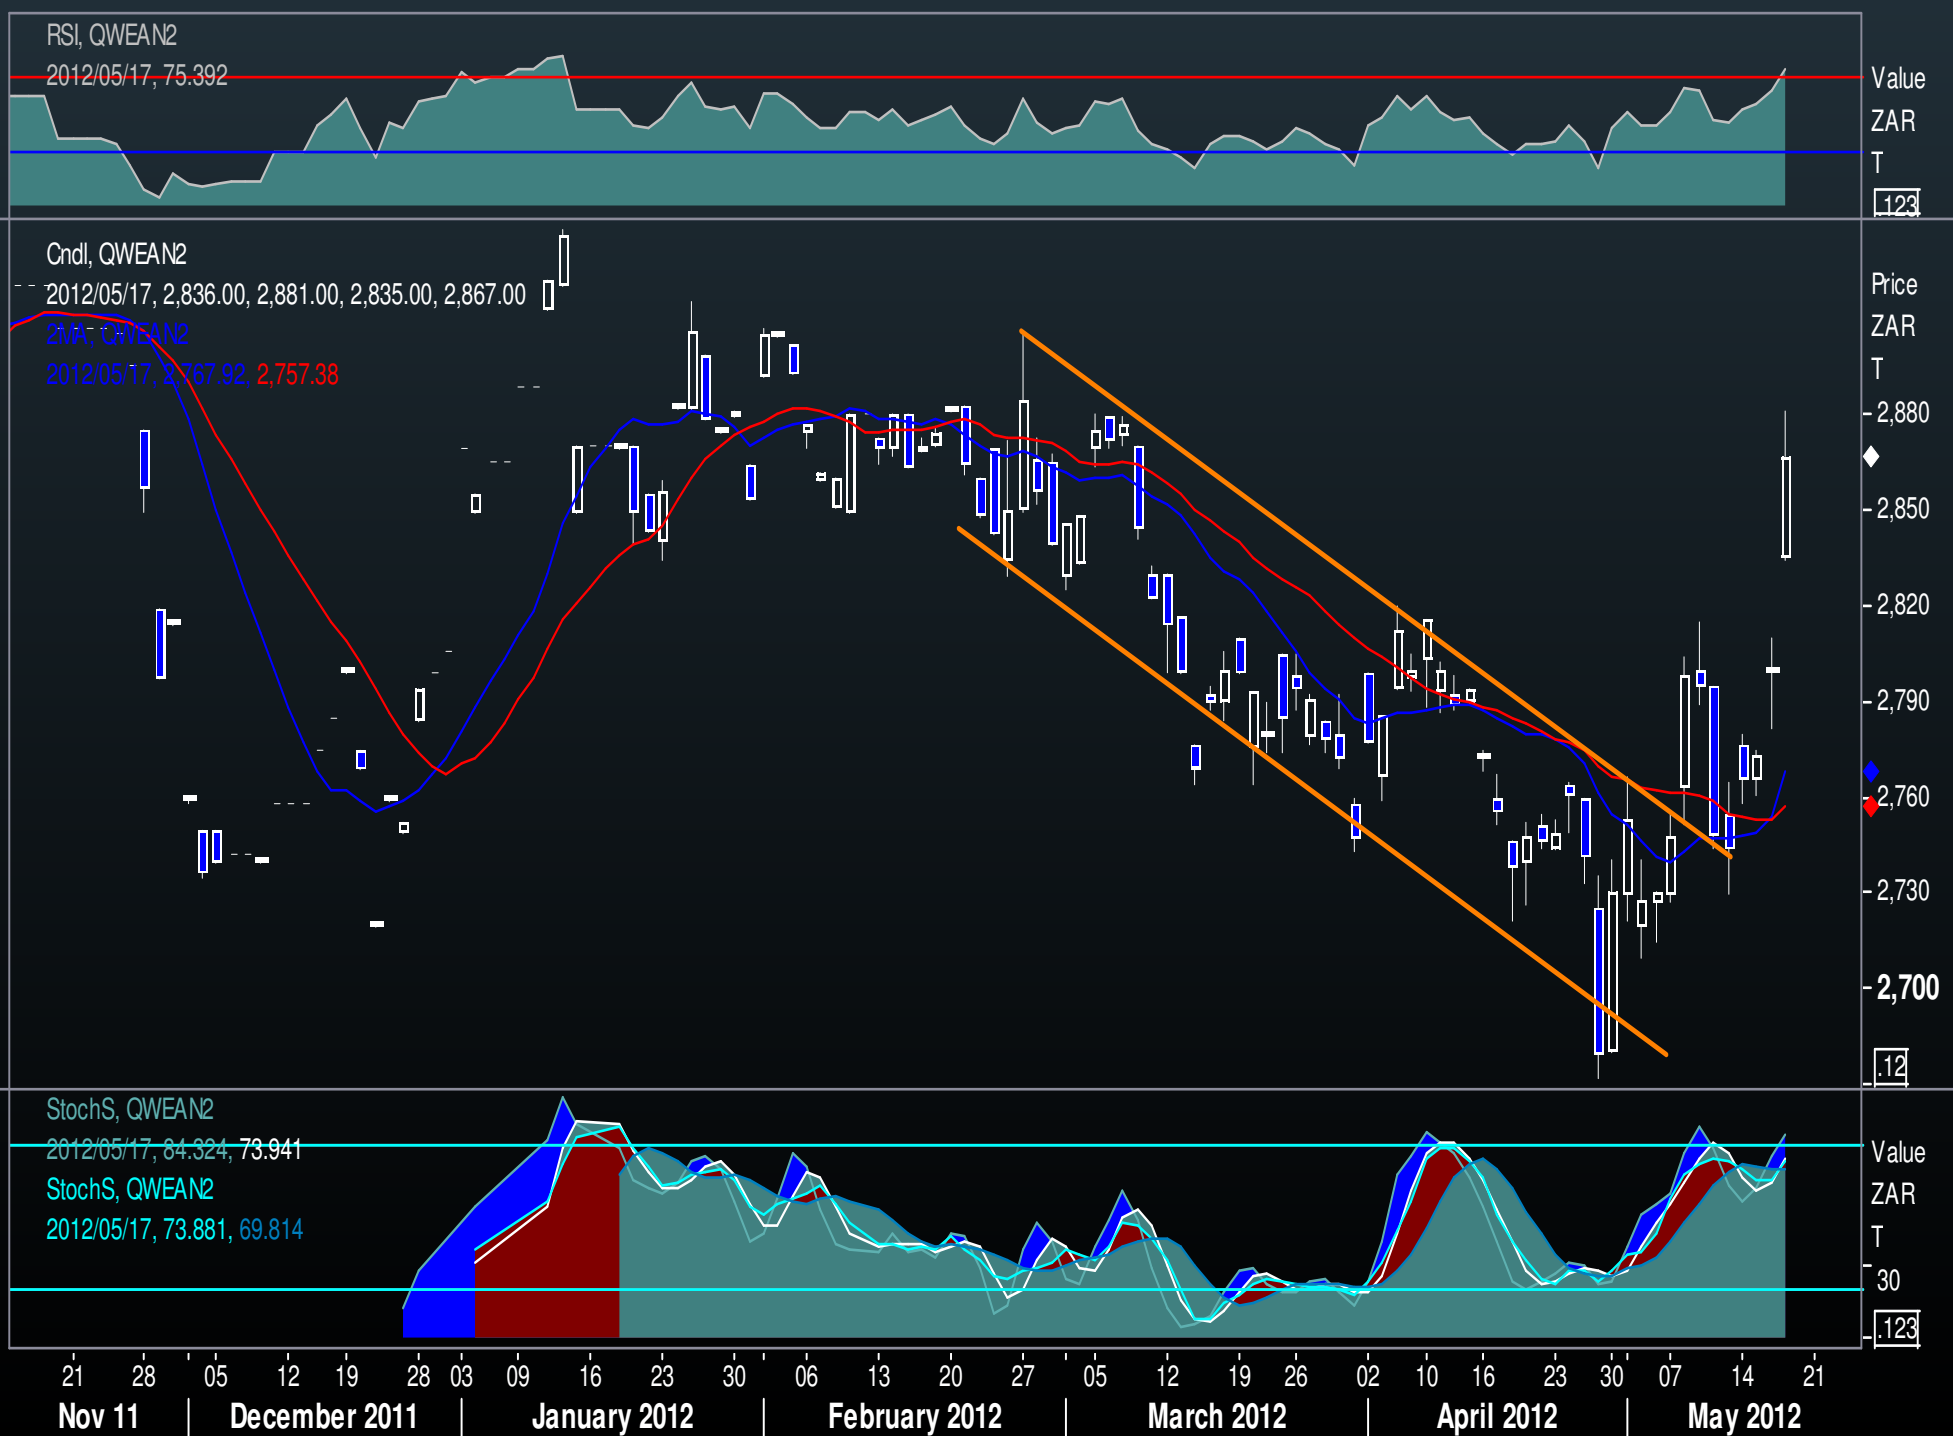 RSI, QWEAN2
2012/05/17, 75.392
Value
ZAR
T
.123
Cndl, QWEAN2
2012/05/17, 2,836.00, 2,881.00, 2,835.00, 2,867.00
2MA, QWEAN2
2012/05/17, 2,767.92, 2,757.38
Price
ZAR
T
2,880
2,850
2,820
2,790
2,760
2,730
2,700
.12
StochS, QWEAN2
2012/05/17, 84.324, 73.941
StochS, QWEAN2
2012/05/17, 73.881, 69.814
Value
ZAR
T
30
.123
21 28 05 12 19 28 03 09 16 23 30 06 13 20 27 05 12 19 26 02 10 16 23 30 07 14 21
Nov 11 December 2011 January 2012 February 2012 March 2012 April 2012 May 2012